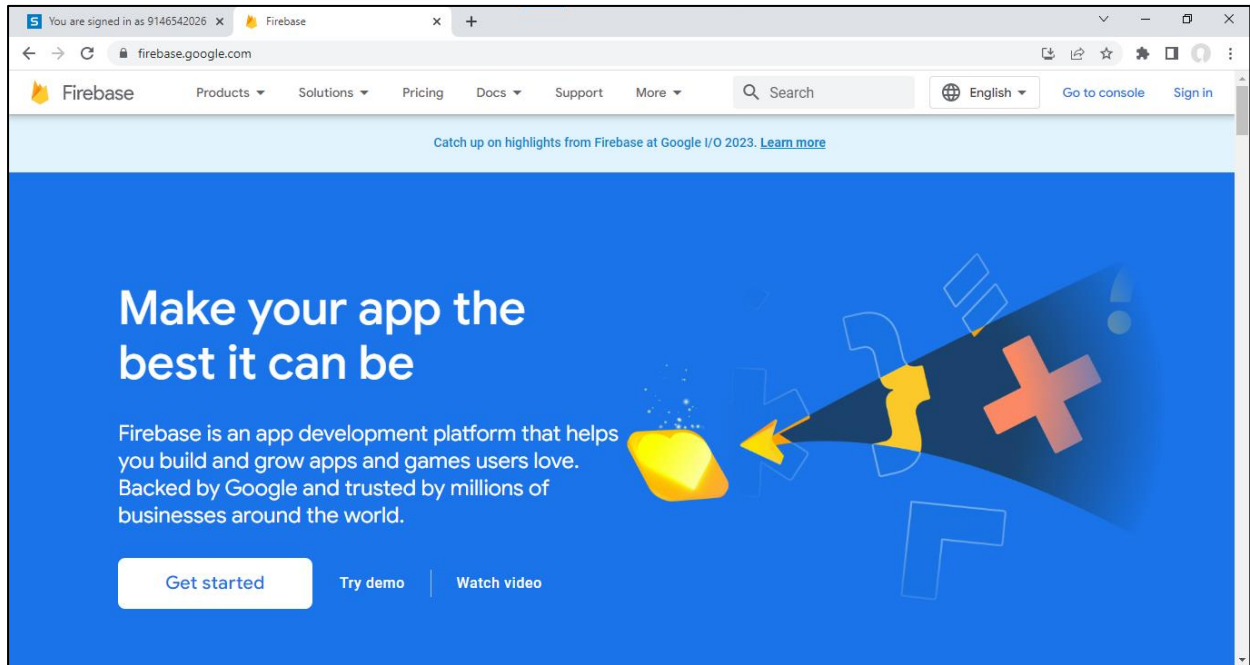 You are signed in as 9146542026
Firebase
firebase.google.com
Firebase Products Solutions Pricing Docs Support More Search English Go to console Sign in
Catch up on highlights from Firebase at Google I/O 2023. Learn more
Make your app the
best it can be
Firebase is an app development platform that helps
you build and grow apps and games users love.
Backed by Google and trusted by millions of
businesses around the world.
Get started Try demo Watch video